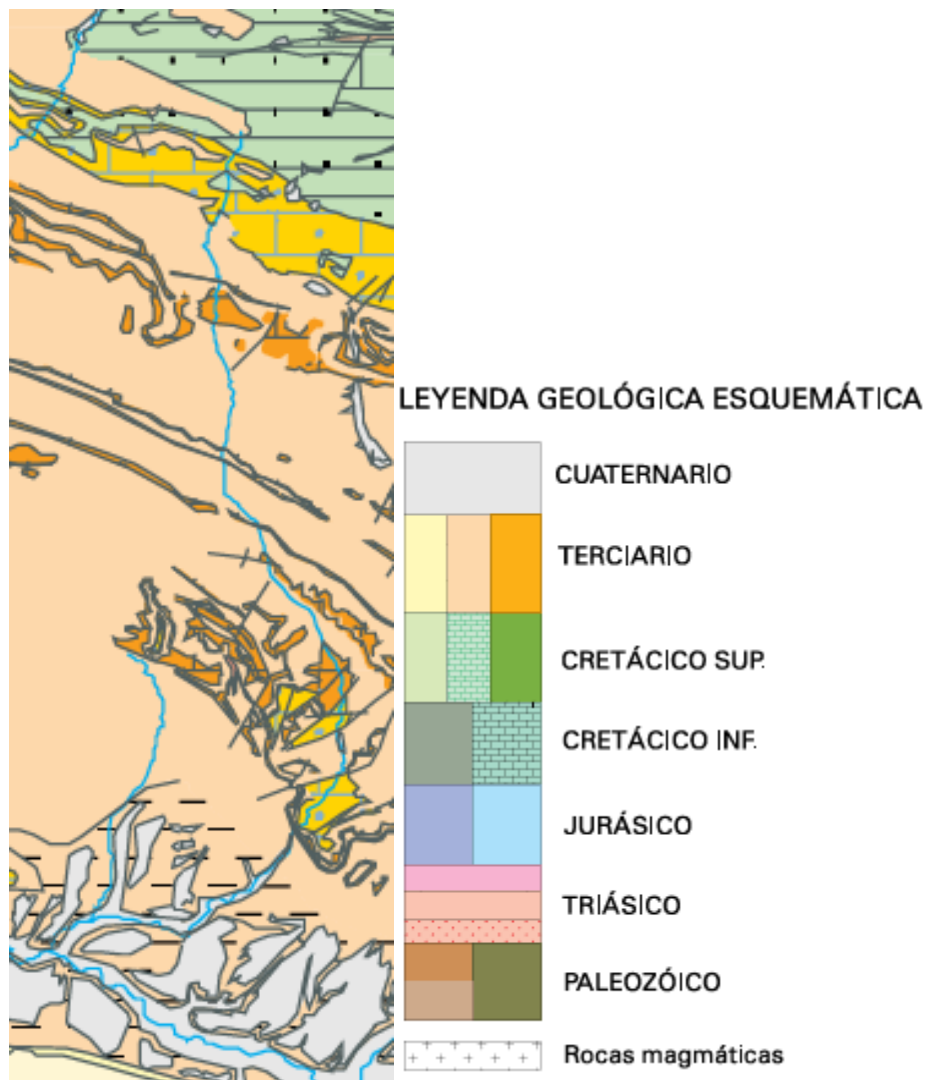 LEYENDA GEOLÓGICA ESQUEMÁTICA
CUATERNARIO
TERCIARIO
CRETÁCICO SUP.
CRETÁCICO INF.
JURÁSICO
TRIÁSICO
PALEOZÓICO
Rocas magmáticas